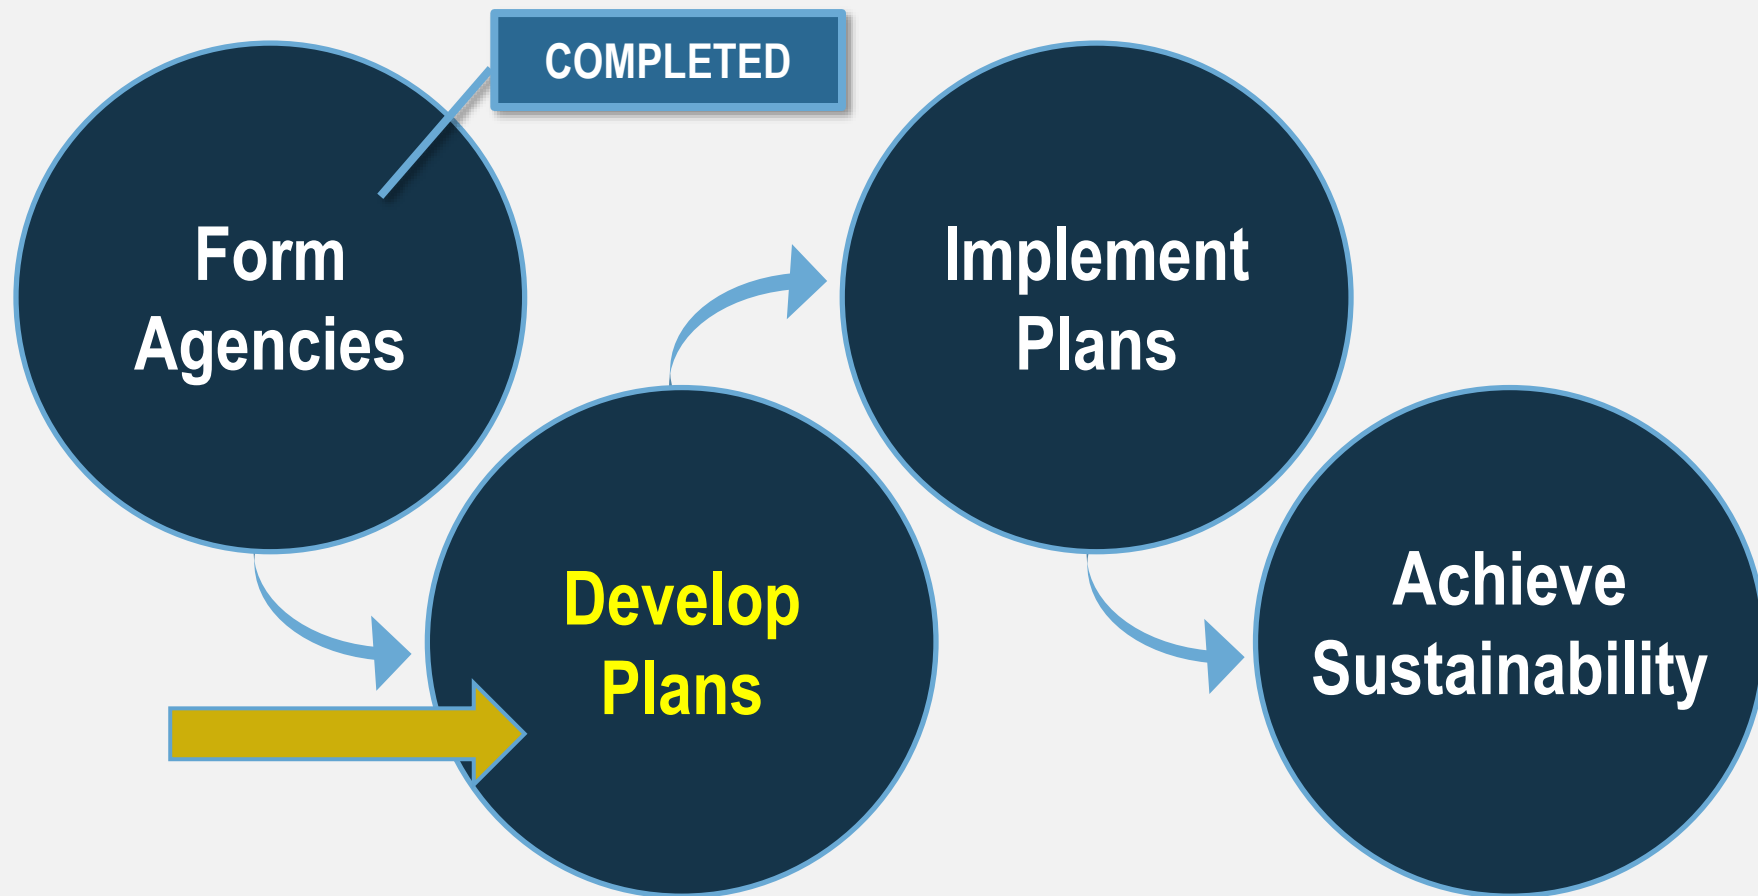 COMPLETED
Form
Agencies
Develop
Plans
Implement
Plans
Achieve
Sustainability